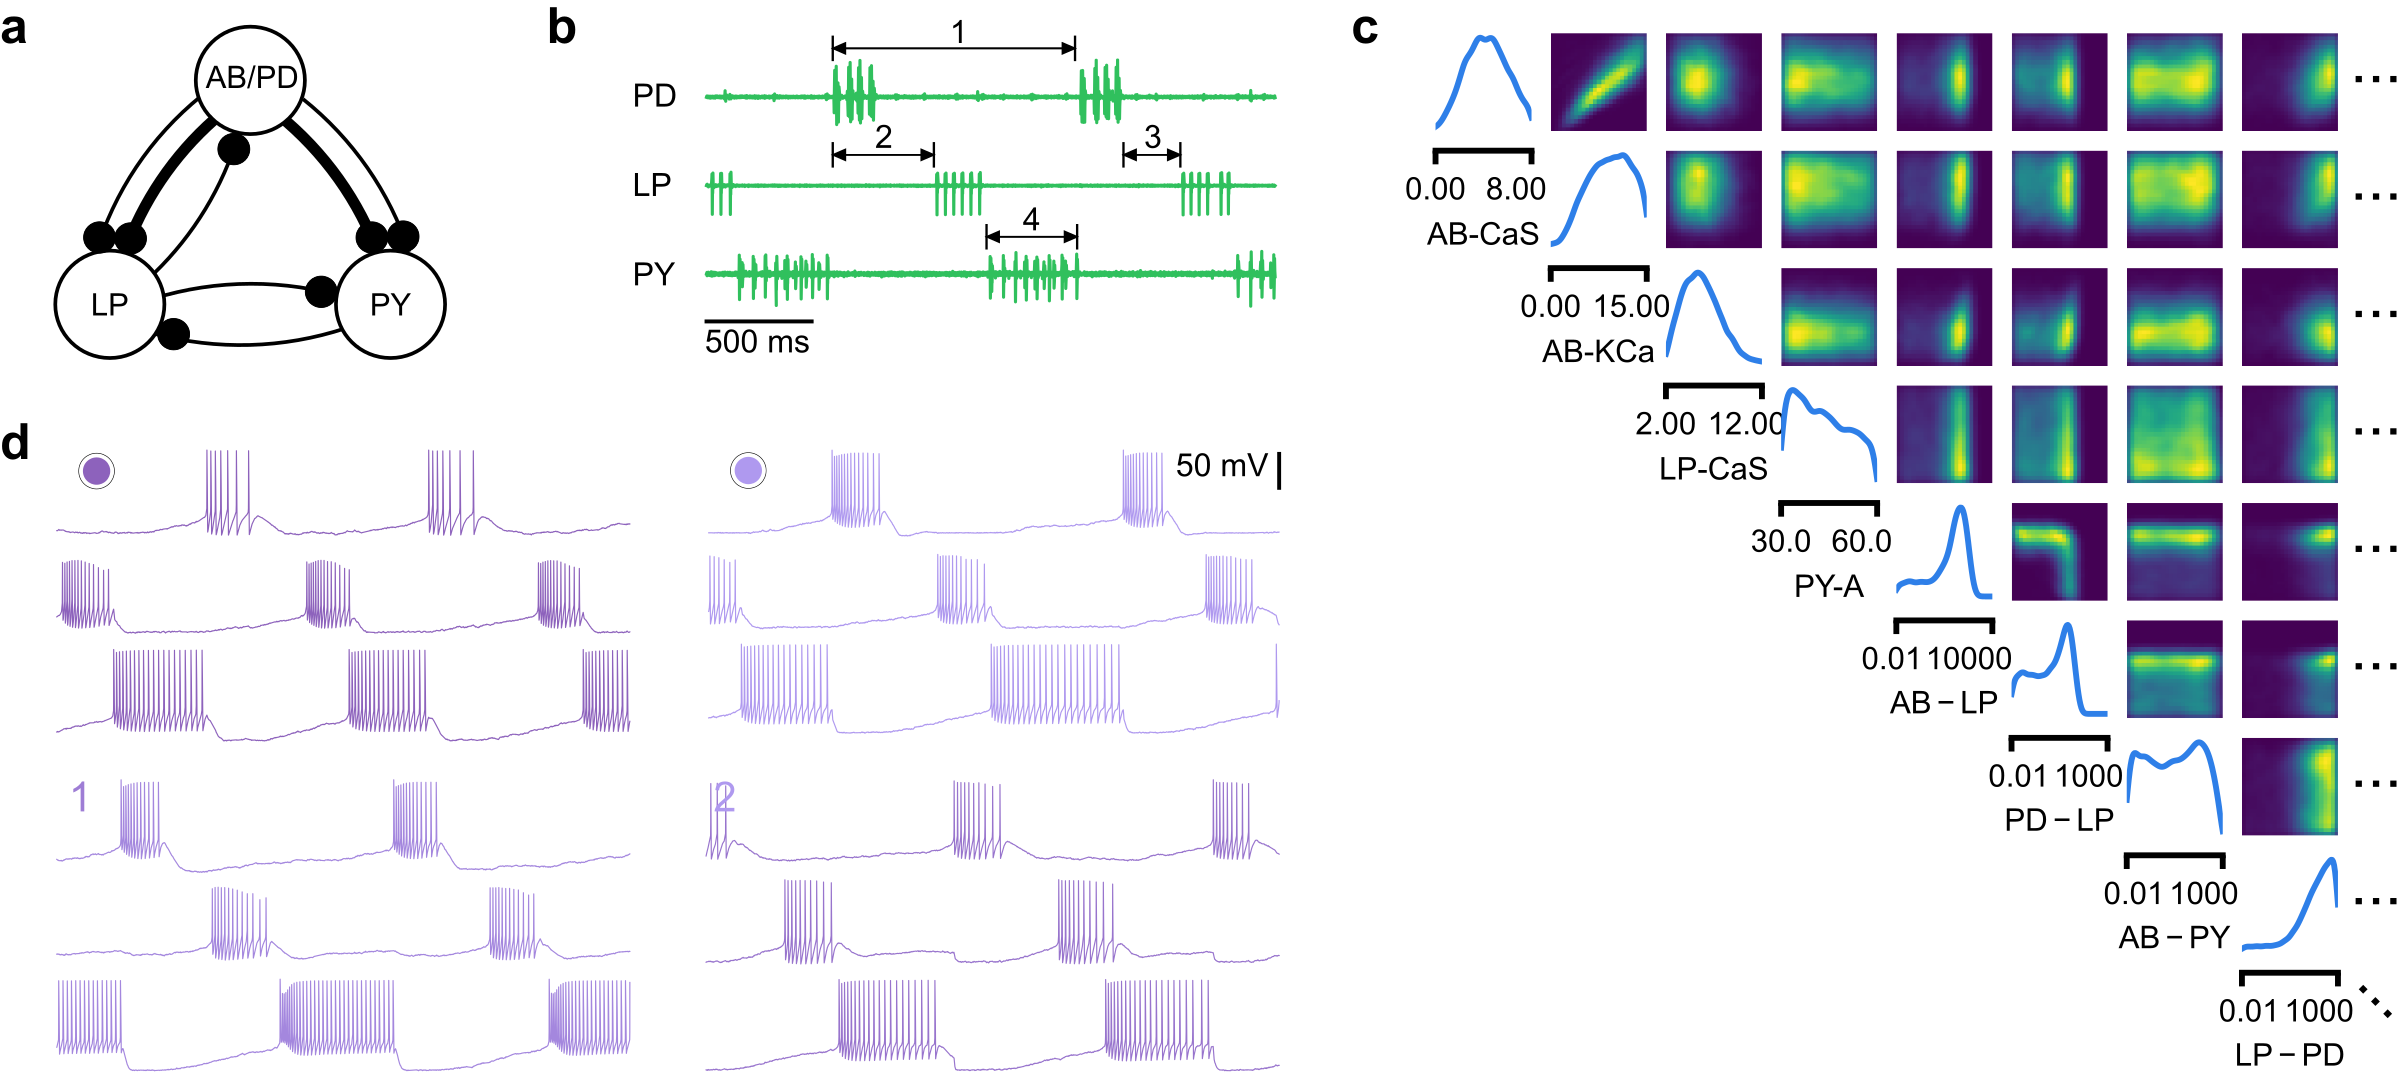 a
AB/PD
LP
PY
b
1
PD
2
3
LP
4
PY
500 ms
c
0.00 8.00
AB-CaS
0.00 15.00
AB-KCa
2.00 12.00
LP-CaS
30.0 60.0
PY-A
0.01 10000
AB – LP
0.01 1000
PD – LP
0.01 1000
AB – PY
0.01 1000
LP – PD
...
...
...
...
...
...
...
...
d
50 mV
1
2